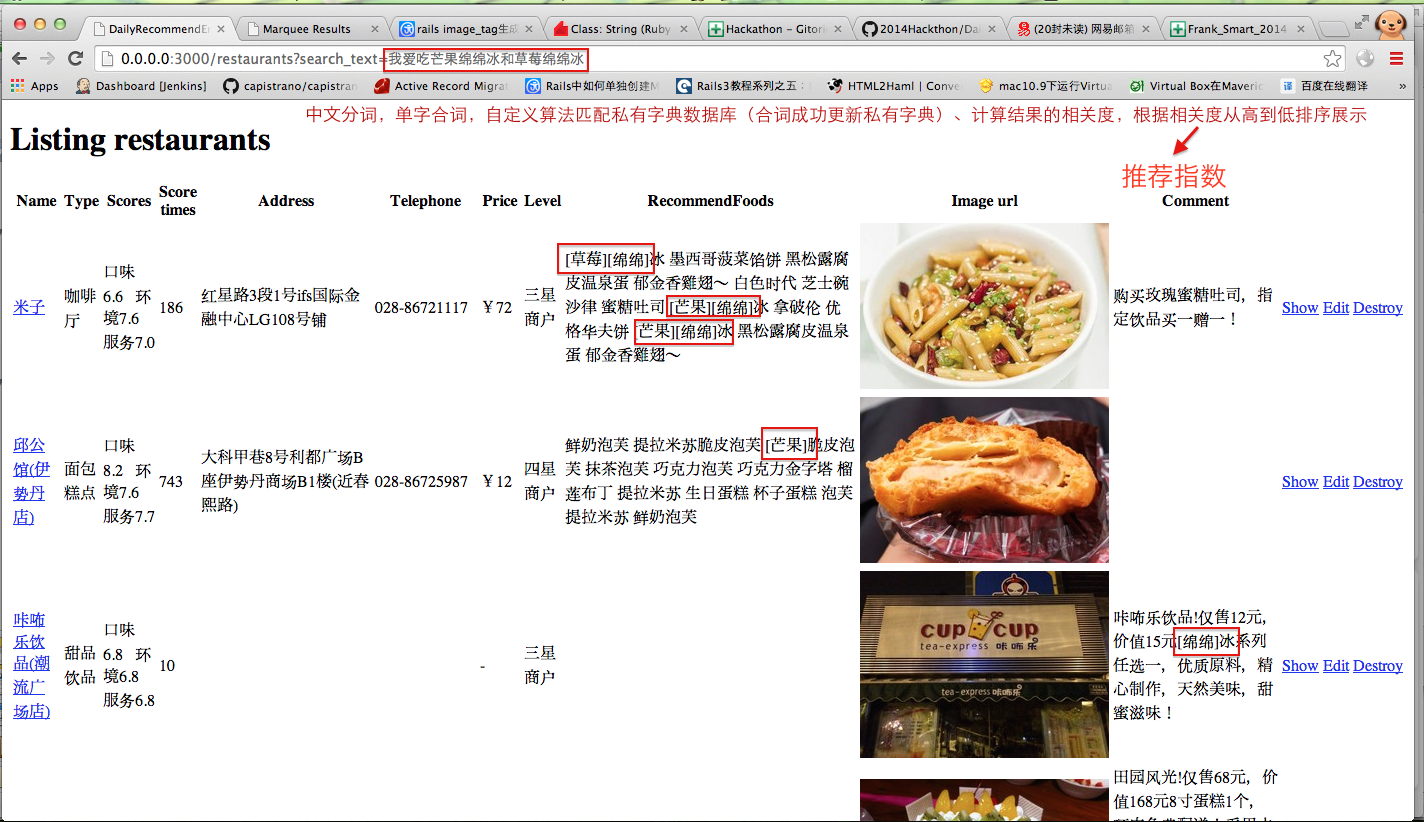 DailyRecommendE
Marquee Results
rails image_tag生成
Class: String (Ruby
Hackathon – Gitori
2014Hackthon/Da
(20封未读) 网易邮箱
Frank_Smart_2014
0.0.0.0:3000/restaurants?search_text=我爱吃芒果绵绵冰和草莓绵绵冰
Apps
Dashboard [Jenkins]
capistrano/capistran
Active Record Migrat
Rails中如何单独创建M
Rails3教程系列之五:
HTML2Haml | Conve
mac10.9下运行Virtua
Virtual Box在Maveric
百度在线翻译
»
中文分词，单字合词，自定义算法匹配私有字典数据库（合词成功更新私有字典）、计算结果的相关度，根据相关度从高到低排序展示
Listing restaurants
推荐指数
Name Type Scores Score times Address Telephone Price Level RecommendFoods Image url Comment
米子
咖啡
厅
口味
6.6 环
境7.6
服务7.0
186
红星路3段1号ifs国际金
融中心LG108号铺
028-86721117
￥72
三星
商户
[草莓][绵绵]冰 墨西哥菠菜馅饼 黑松露腐
皮温泉蛋 郁金香雞翅～ 白色时代 芝士碗
沙律 蜜糖吐司 [芒果][绵绵]冰 拿破伦 优
格华夫饼 [芒果][绵绵]冰 黑松露腐皮温泉
蛋 郁金香雞翅～
购买玫瑰蜜糖吐司，指
定饮品买一赠一！
Show Edit Destroy
邱公
馆(伊
势丹
店)
面包
糕点
口味
8.2 环
境7.6
服务7.7
743
大科甲巷8号利都广场B
座伊势丹商场B1楼(近春
熙路)
028-86725987
￥12
四星
商户
鲜奶泡芙 提拉米苏脆皮泡芙 [芒果]脆皮泡
芙 抹茶泡芙 巧克力泡芙 巧克力金字塔 榴
莲布丁 提拉米苏 生日蛋糕 杯子蛋糕 泡芙
提拉米苏 鲜奶泡芙
Show Edit Destroy
咔咘
乐饮
品(潮
流广
场店)
甜品
饮品
口味
6.8 环
境6.8
服务6.8
10
-
三星
商户
CUP CUP
tea-express 咔咘乐
tea-express 咔咘乐
咔咘乐饮品!仅售12元，
价值15元[绵绵]冰系列
任选一，优质原料，精
心制作，天然美味，甜
蜜滋味！
Show Edit Destroy
田园风光!仅售68元，价
值168元8寸蛋糕1个，